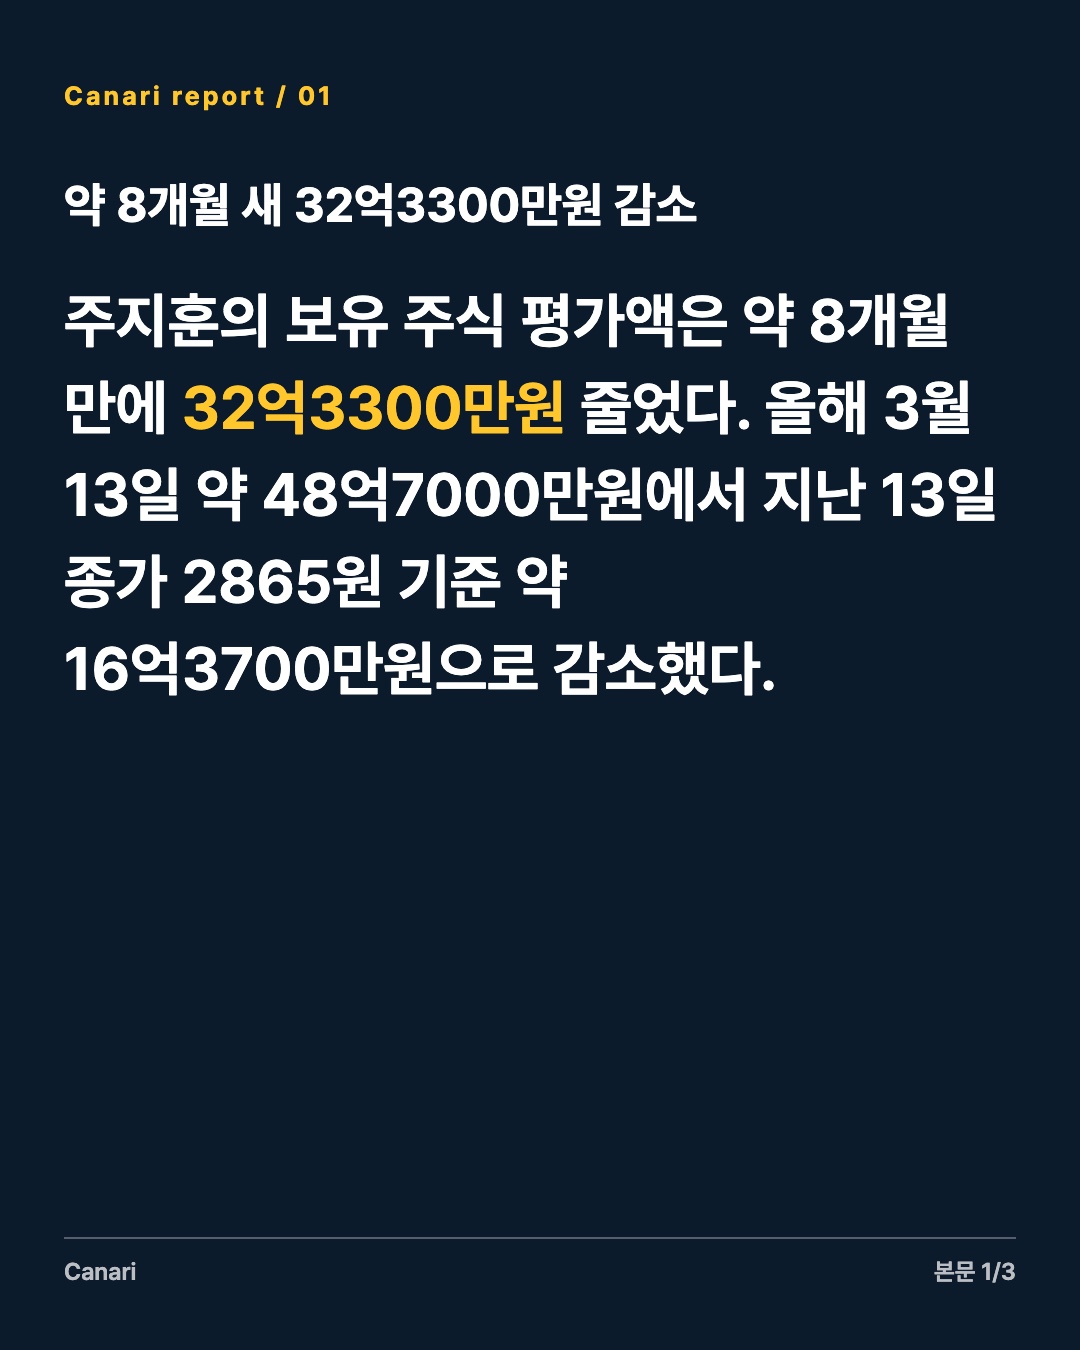 Canari report / 01
약 8개월 새 32억3300만원 감소
주지훈의 보유 주식 평가액은 약 8개월
만에 32억3300만원 줄었다. 올해 3월
13일 약 48억7000만원에서 지난 13일
종가 2865원 기준 약
16억3700만원으로 감소했다.
Canari
본문 1/3